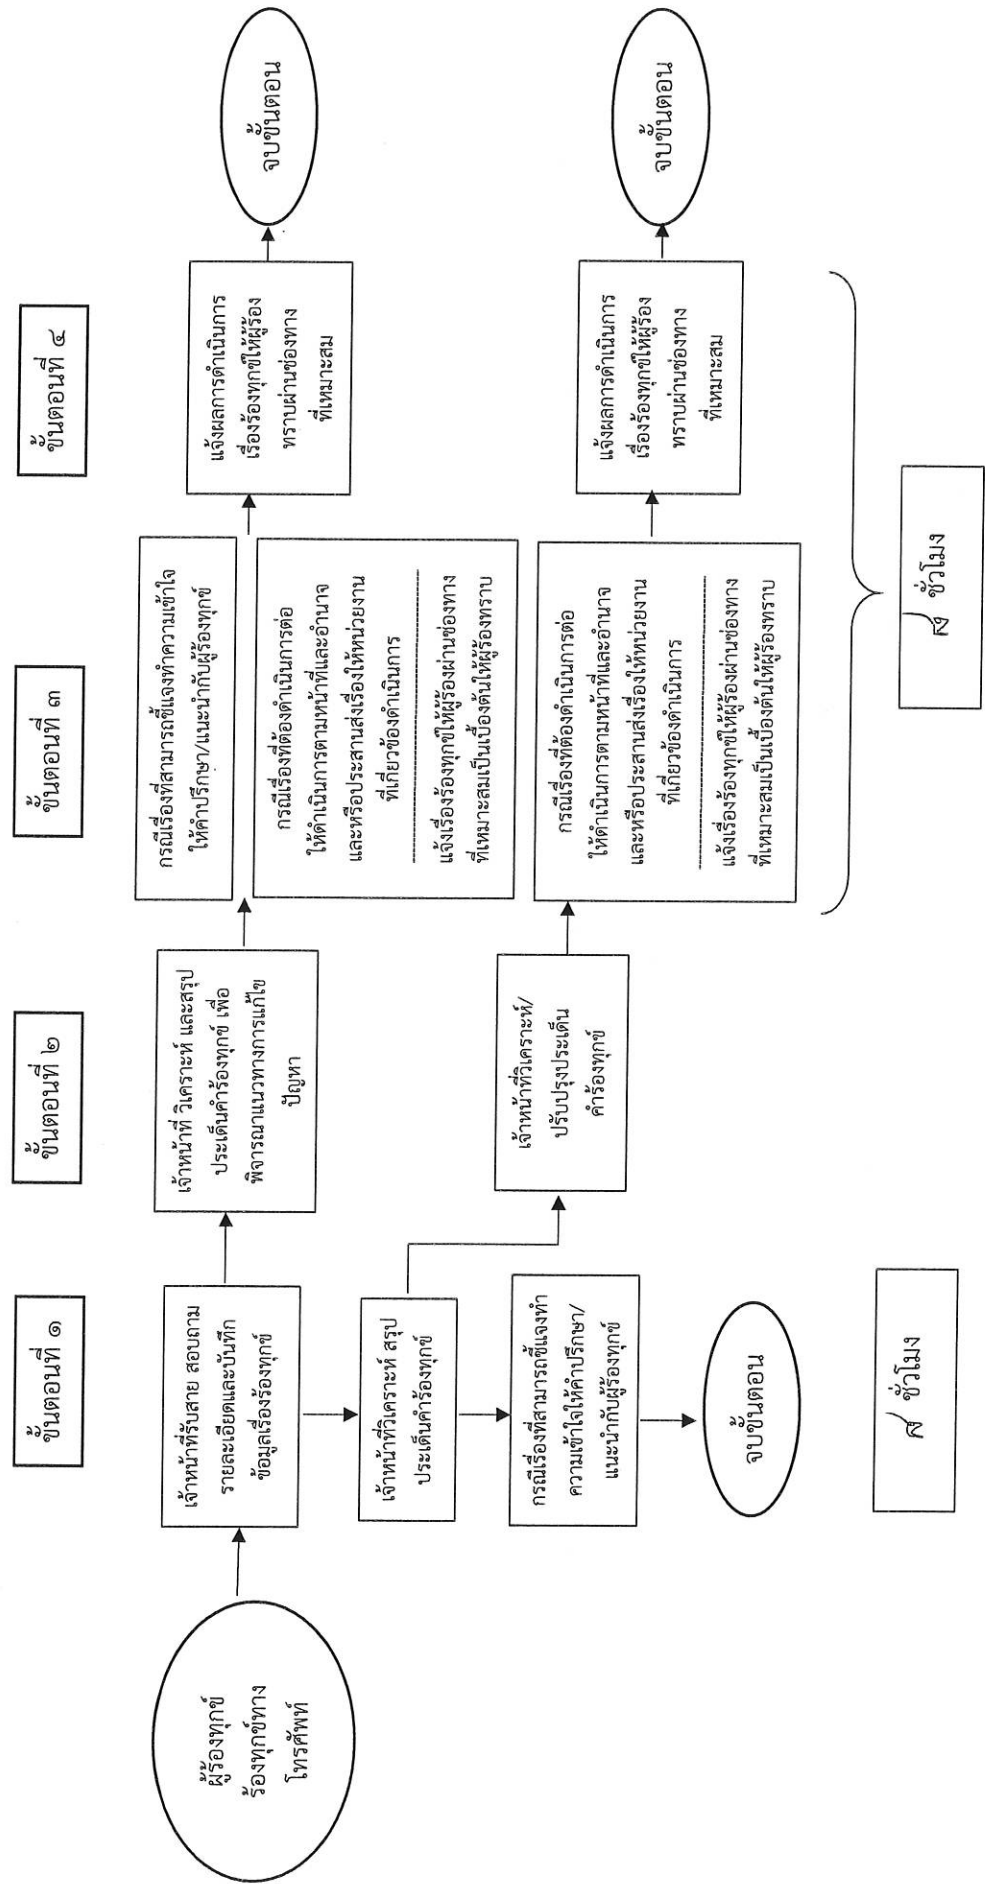 ขั้นตอนที่ ๑
ขั้นตอนที่ ๒
ขั้นตอนที่ ๓
ขั้นตอนที่ ๔
ผู้ร้องทุกข์
ร้องทุกข์ทาง
โทรศัพท์
เจ้าหน้าที่รับสาย สอบถาม
รายละเอียดและบันทึก
ข้อมูลเรื่องร้องทุกข์
เจ้าหน้าที่ วิเคราะห์ และสรุป
ประเด็นคำร้องทุกข์ เพื่อ
พิจารณาแนวทางการแก้ไข
ปัญหา
กรณีเรื่องที่สามารถชี้แจงทำความเข้าใจ
ให้คำปรึกษา/แนะนำกับผู้ร้องทุกข์
กรณีเรื่องที่ต้องดำเนินการต่อ
ให้ดำเนินการตามหน้าที่และอำนาจ
และหรือประสานส่งเรื่องให้หน่วยงาน
ที่เกี่ยวข้องดำเนินการ
แจ้งเรื่องร้องทุกข์ให้ผู้ร้องผ่านช่องทาง
ที่เหมาะสมเป็นเบื้องต้นให้ผู้ร้องทราบ
แจ้งผลการดำเนินการ
เรื่องร้องทุกข์ให้ผู้ร้อง
ทราบผ่านช่องทาง
ที่เหมาะสม
จบขั้นตอน
เจ้าหน้าที่วิเคราะห์ สรุป
ประเด็นคำร้องทุกข์
กรณีเรื่องที่สามารถชี้แจงทำ
ความเข้าใจให้คำปรึกษา/
แนะนำกับผู้ร้องทุกข์
จบขั้นตอน
เจ้าหน้าที่วิเคราะห์/
ปรับปรุงประเด็น
คำร้องทุกข์
กรณีเรื่องที่ต้องดำเนินการต่อ
ให้ดำเนินการตามหน้าที่และอำนาจ
และหรือประสานส่งเรื่องให้หน่วยงาน
ที่เกี่ยวข้องดำเนินการ
แจ้งเรื่องร้องทุกข์ให้ผู้ร้องผ่านช่องทาง
ที่เหมาะสมเป็นเบื้องต้นให้ผู้ร้องทราบ
แจ้งผลการดำเนินการ
เรื่องร้องทุกข์ให้ผู้ร้อง
ทราบผ่านช่องทาง
ที่เหมาะสม
จบขั้นตอน
ชั่วโมง
ชั่วโมง